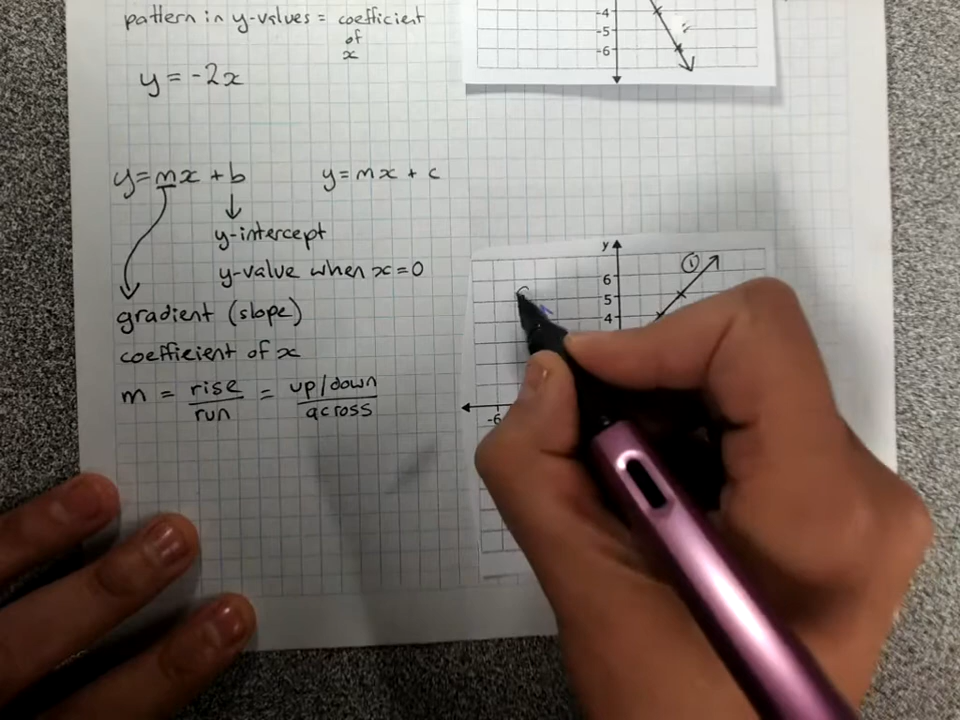 pattern in y-values = coefficient
of
x
y = -2x
y = mx + b
y = mx + c
y-intercept
y-value when x = 0
gradient (slope)
coefficient of x
m = rise/run = up/down/across
-4
-5
-6
y
①
6
5
4
-6